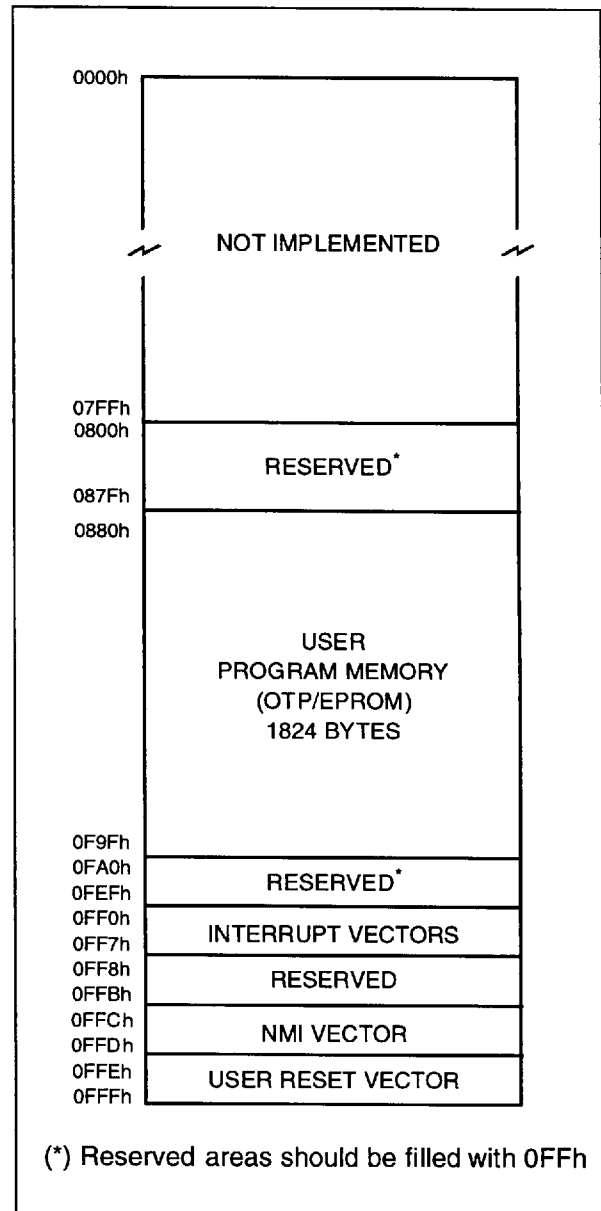 0000h
NOT IMPLEMENTED
07FFh
0800h
RESERVED*
087Fh
0880h
USER
PROGRAM MEMORY
(OTP/EPROM)
1824 BYTES
0F9Fh
0FA0h
RESERVED*
0FEFh
0FF0h
INTERRUPT VECTORS
0FF7h
0FF8h
RESERVED
0FFBh
0FFCh
NMI VECTOR
0FFDh
0FFEh
USER RESET VECTOR
0FFFh
(*) Reserved areas should be filled with 0FFh